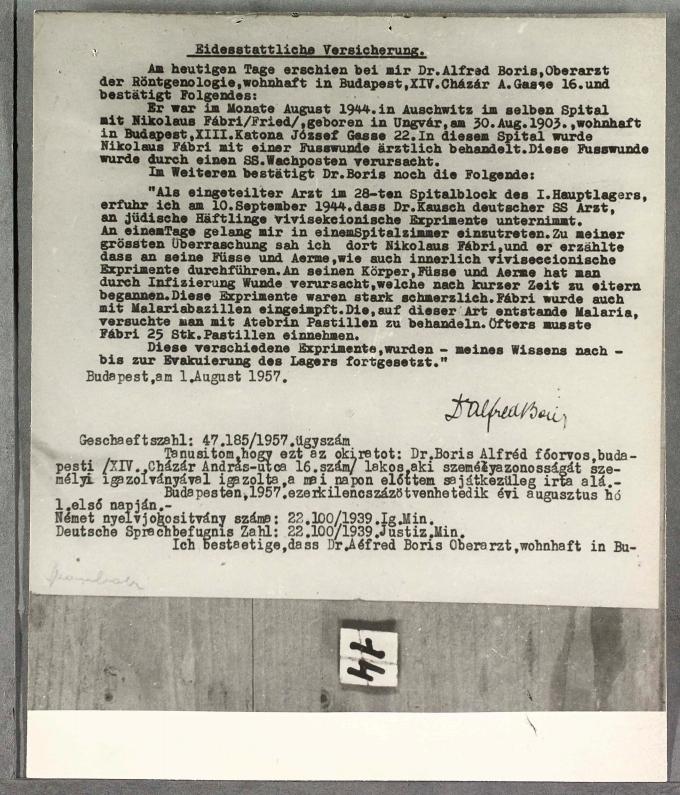 Eidesstattliche Versicherung.
Am heutigen Tage erschien bei mir Dr.Alfred Boris,Oberarzt
der Röntgenologie,wohnhaft in Budapest,XIV.Cházár A.Gasse 16.und
bestätigt Folgendes:
Er war im Monate August 1944.in Auschwitz im selben Spital
mit Nikolaus Fábri/Fried/,geboren in Ungvár,am 30.Aug.1903.,wohnhaft
in Budapest,XIII.Katona József Gasse 22.In diesem Spital wurde
Nikolaus Fábri mit einer Fusswunde ärztlich behandelt.Diese Fusswunde
wurde durch einen SS.Wachposten verursacht.
Im Weiteren bestätigt Dr.Boris noch die Folgende:
"Als eingeteilter Arzt im 28-ten Spitalblock des I.Hauptlagers,
erfuhr ich am 10.September 1944.dass Dr.Kausch deutscher SS Arzt,
an jüdische Häftlinge vivisekcionische Exprimente unternimmt.
An einemTage gelang mir in einemSpitalzimmer einzutreten.Zu meiner
grössten Überraschung sah ich dort Nikolaus Fábri,und er erzählte
dass an seine Füsse und Aerme,wie auch innerlich viviseccionische
Exprimente durchführen.An seinen Körper,Füsse und Aerme hat man
durch Infizierung Wunde verursacht,welche nach kurzer Zeit zu eitern
begannen.Diese Exprimente waren stark schmerzlich.Fábri wurde auch
mit Malariabazillen eingeimpft.Die,auf dieser Art entstande Malaria,
versuchte man mit Atebrin Pastillen zu behandeln.Öfters musste
Fábri 25 Stk.Pastillen einnehmen.
Diese verschiedene Exprimente,wurden - meines Wissens nach -
bis zur Evakuierung des Lagers fortgesetzt."
Budapest,am 1.August 1957.
Dr Alfred Boris
Geschaeftszahl: 47.185/1957.ügyszám
Tanusitom,hogy ezt az okiratot: Dr.Boris Alfréd főorvos,buda-
pesti /XIV.,Cházár András-utca 16.szám/ lakos,aki személyazonosságát sze-
mélyi igazolványával igazolta,a mai napon előttem sajátkezüleg irta alá.-
Budapesten,1957.ezerkilencszázötvenhetedik évi augusztus hó
1.első napján.-
Német nyelvjogositvány száma: 22.100/1939.Ig.Min.
Deutsche Sprachbefugnis Zahl: 22.100/1939.Justiz.Min.
Ich bestaetige,dass Dr.Aéfred Boris Oberarzt,wohnhaft in Bu-
14